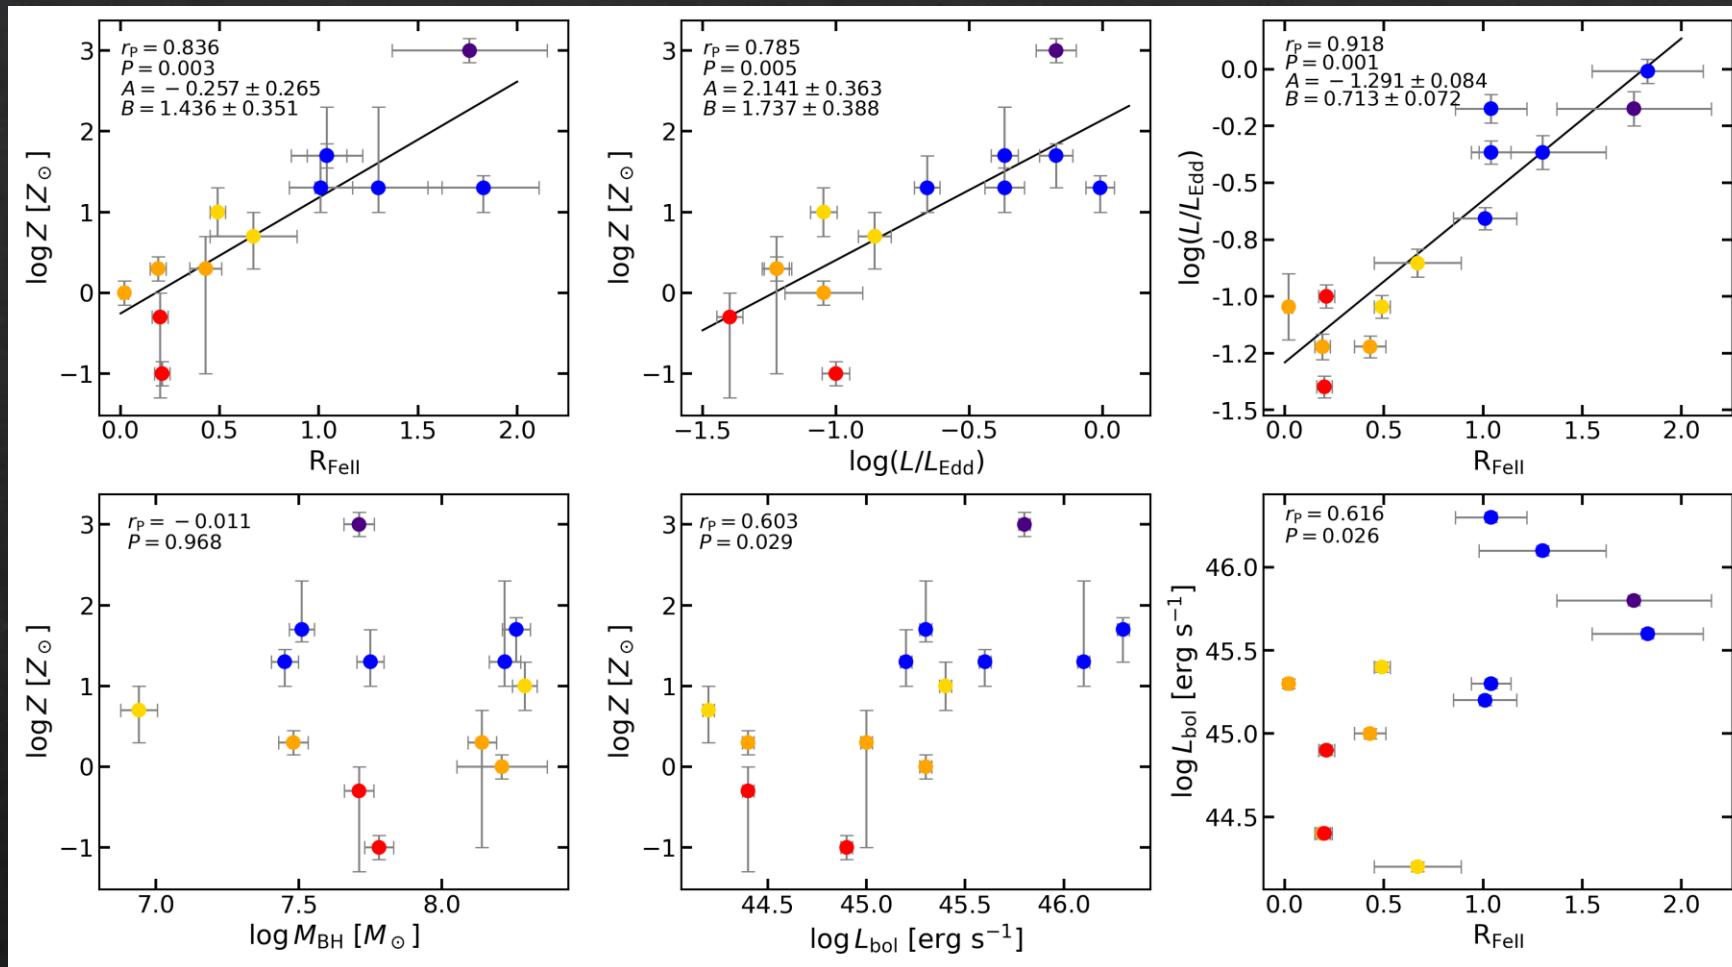 r_P = 0.836
P = 0.003
A = −0.257 ± 0.265
B = 1.436 ± 0.351
log Z [Z⊙]
3
2
1
0
−1
0.0 0.5 1.0 1.5 2.0
R_FeII
r_P = 0.785
P = 0.005
A = 2.141 ± 0.363
B = 1.737 ± 0.388
log Z [Z⊙]
3
2
1
0
−1
−1.5 −1.0 −0.5 0.0
log(L/L_Edd)
r_P = 0.918
P = 0.001
A = −1.291 ± 0.084
B = 0.713 ± 0.072
log(L/L_Edd)
0.0
-0.2
-0.5
-0.8
-1.0
-1.2
-1.5
0.0 0.5 1.0 1.5 2.0
R_FeII
r_P = −0.011
P = 0.968
log Z [Z⊙]
3
2
1
0
−1
7.0 7.5 8.0
log M_BH [M⊙]
r_P = 0.603
P = 0.029
log Z [Z⊙]
3
2
1
0
−1
44.5 45.0 45.5 46.0
log L_bol [erg s⁻¹]
r_P = 0.616
P = 0.026
log L_bol [erg s⁻¹]
46.0
45.5
45.0
44.5
0.0 0.5 1.0 1.5 2.0
R_FeII